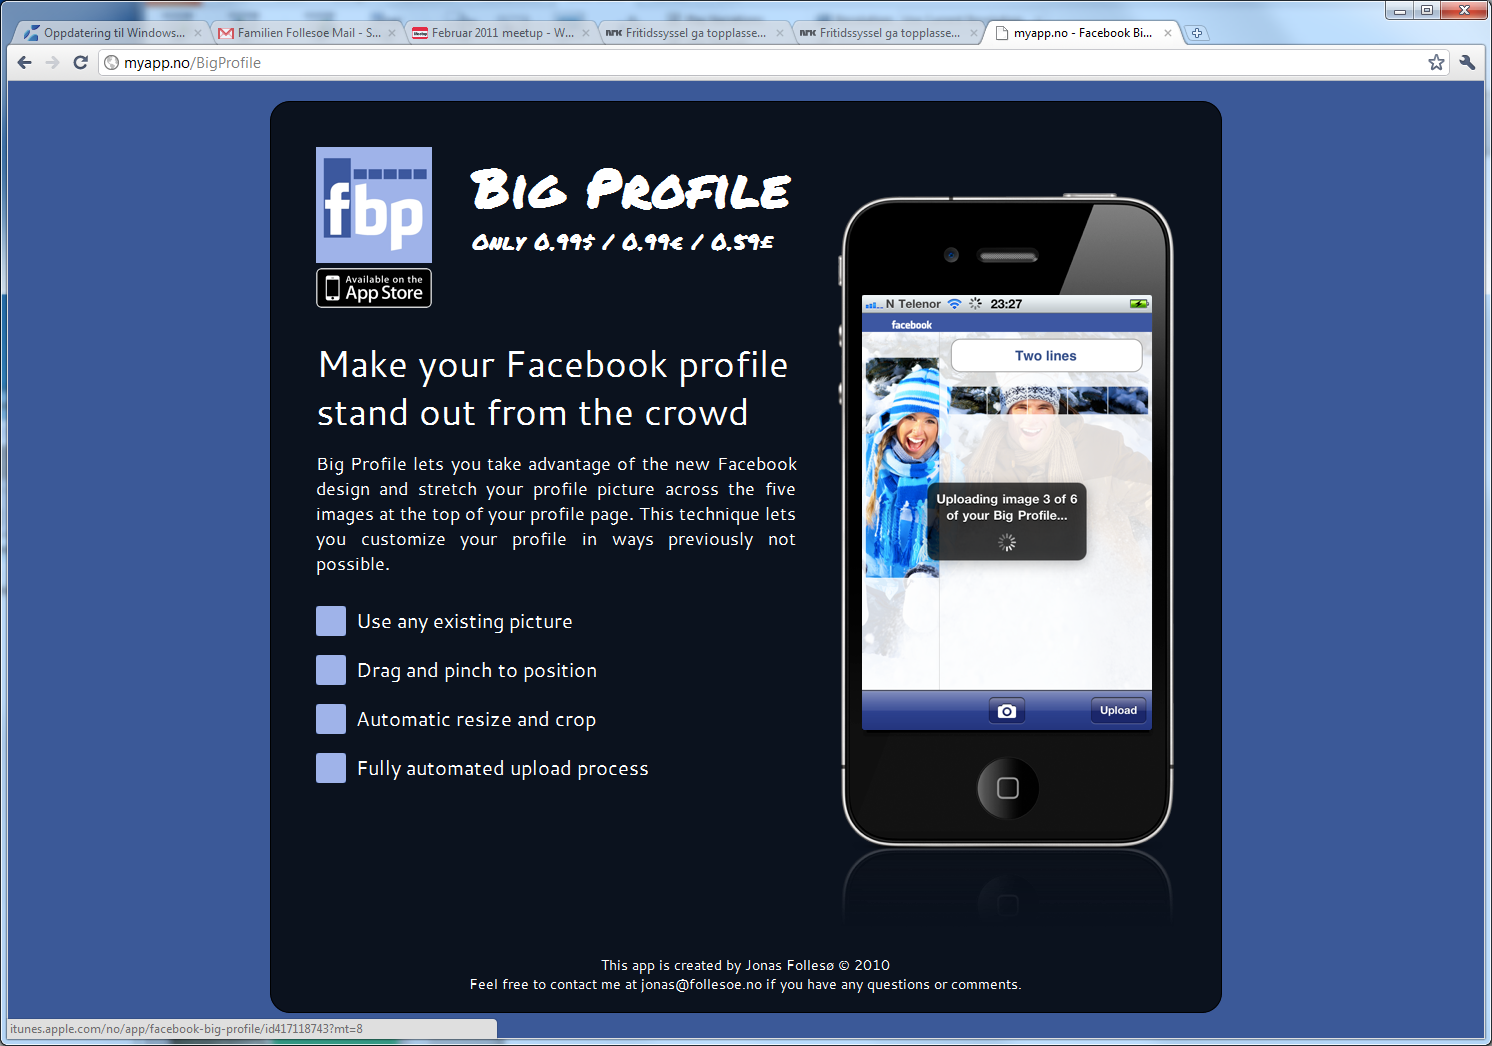 Oppdatering til Windows...
Familien Follesoe Mail - S...
Februar 2011 meetup - W...
nrk Fritidssyssel ga topplasse...
nrk Fritidssyssel ga topplasse...
myapp.no - Facebook Bi...
myapp.no/BigProfile
fbp
Available on the
App Store
Big Profile
Only 0.99$ / 0.99€ / 0.59£
Make your Facebook profile
stand out from the crowd
Big Profile lets you take advantage of the new Facebook
design and stretch your profile picture across the five
images at the top of your profile page. This technique lets
you customize your profile in ways previously not
possible.
Use any existing picture
Drag and pinch to position
Automatic resize and crop
Fully automated upload process
N Telenor 23:27
facebook
Two lines
Uploading image 3 of 6
of your Big Profile...
Upload
This app is created by Jonas Follesø © 2010
Feel free to contact me at jonas@follesoe.no if you have any questions or comments.
itunes.apple.com/no/app/facebook-big-profile/id417118743?mt=8